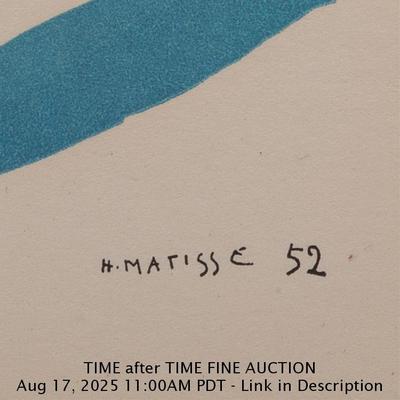 H. MATISSE 52
TIME after TIME FINE AUCTION
Aug 17, 2025 11:00AM PDT - Link in Description